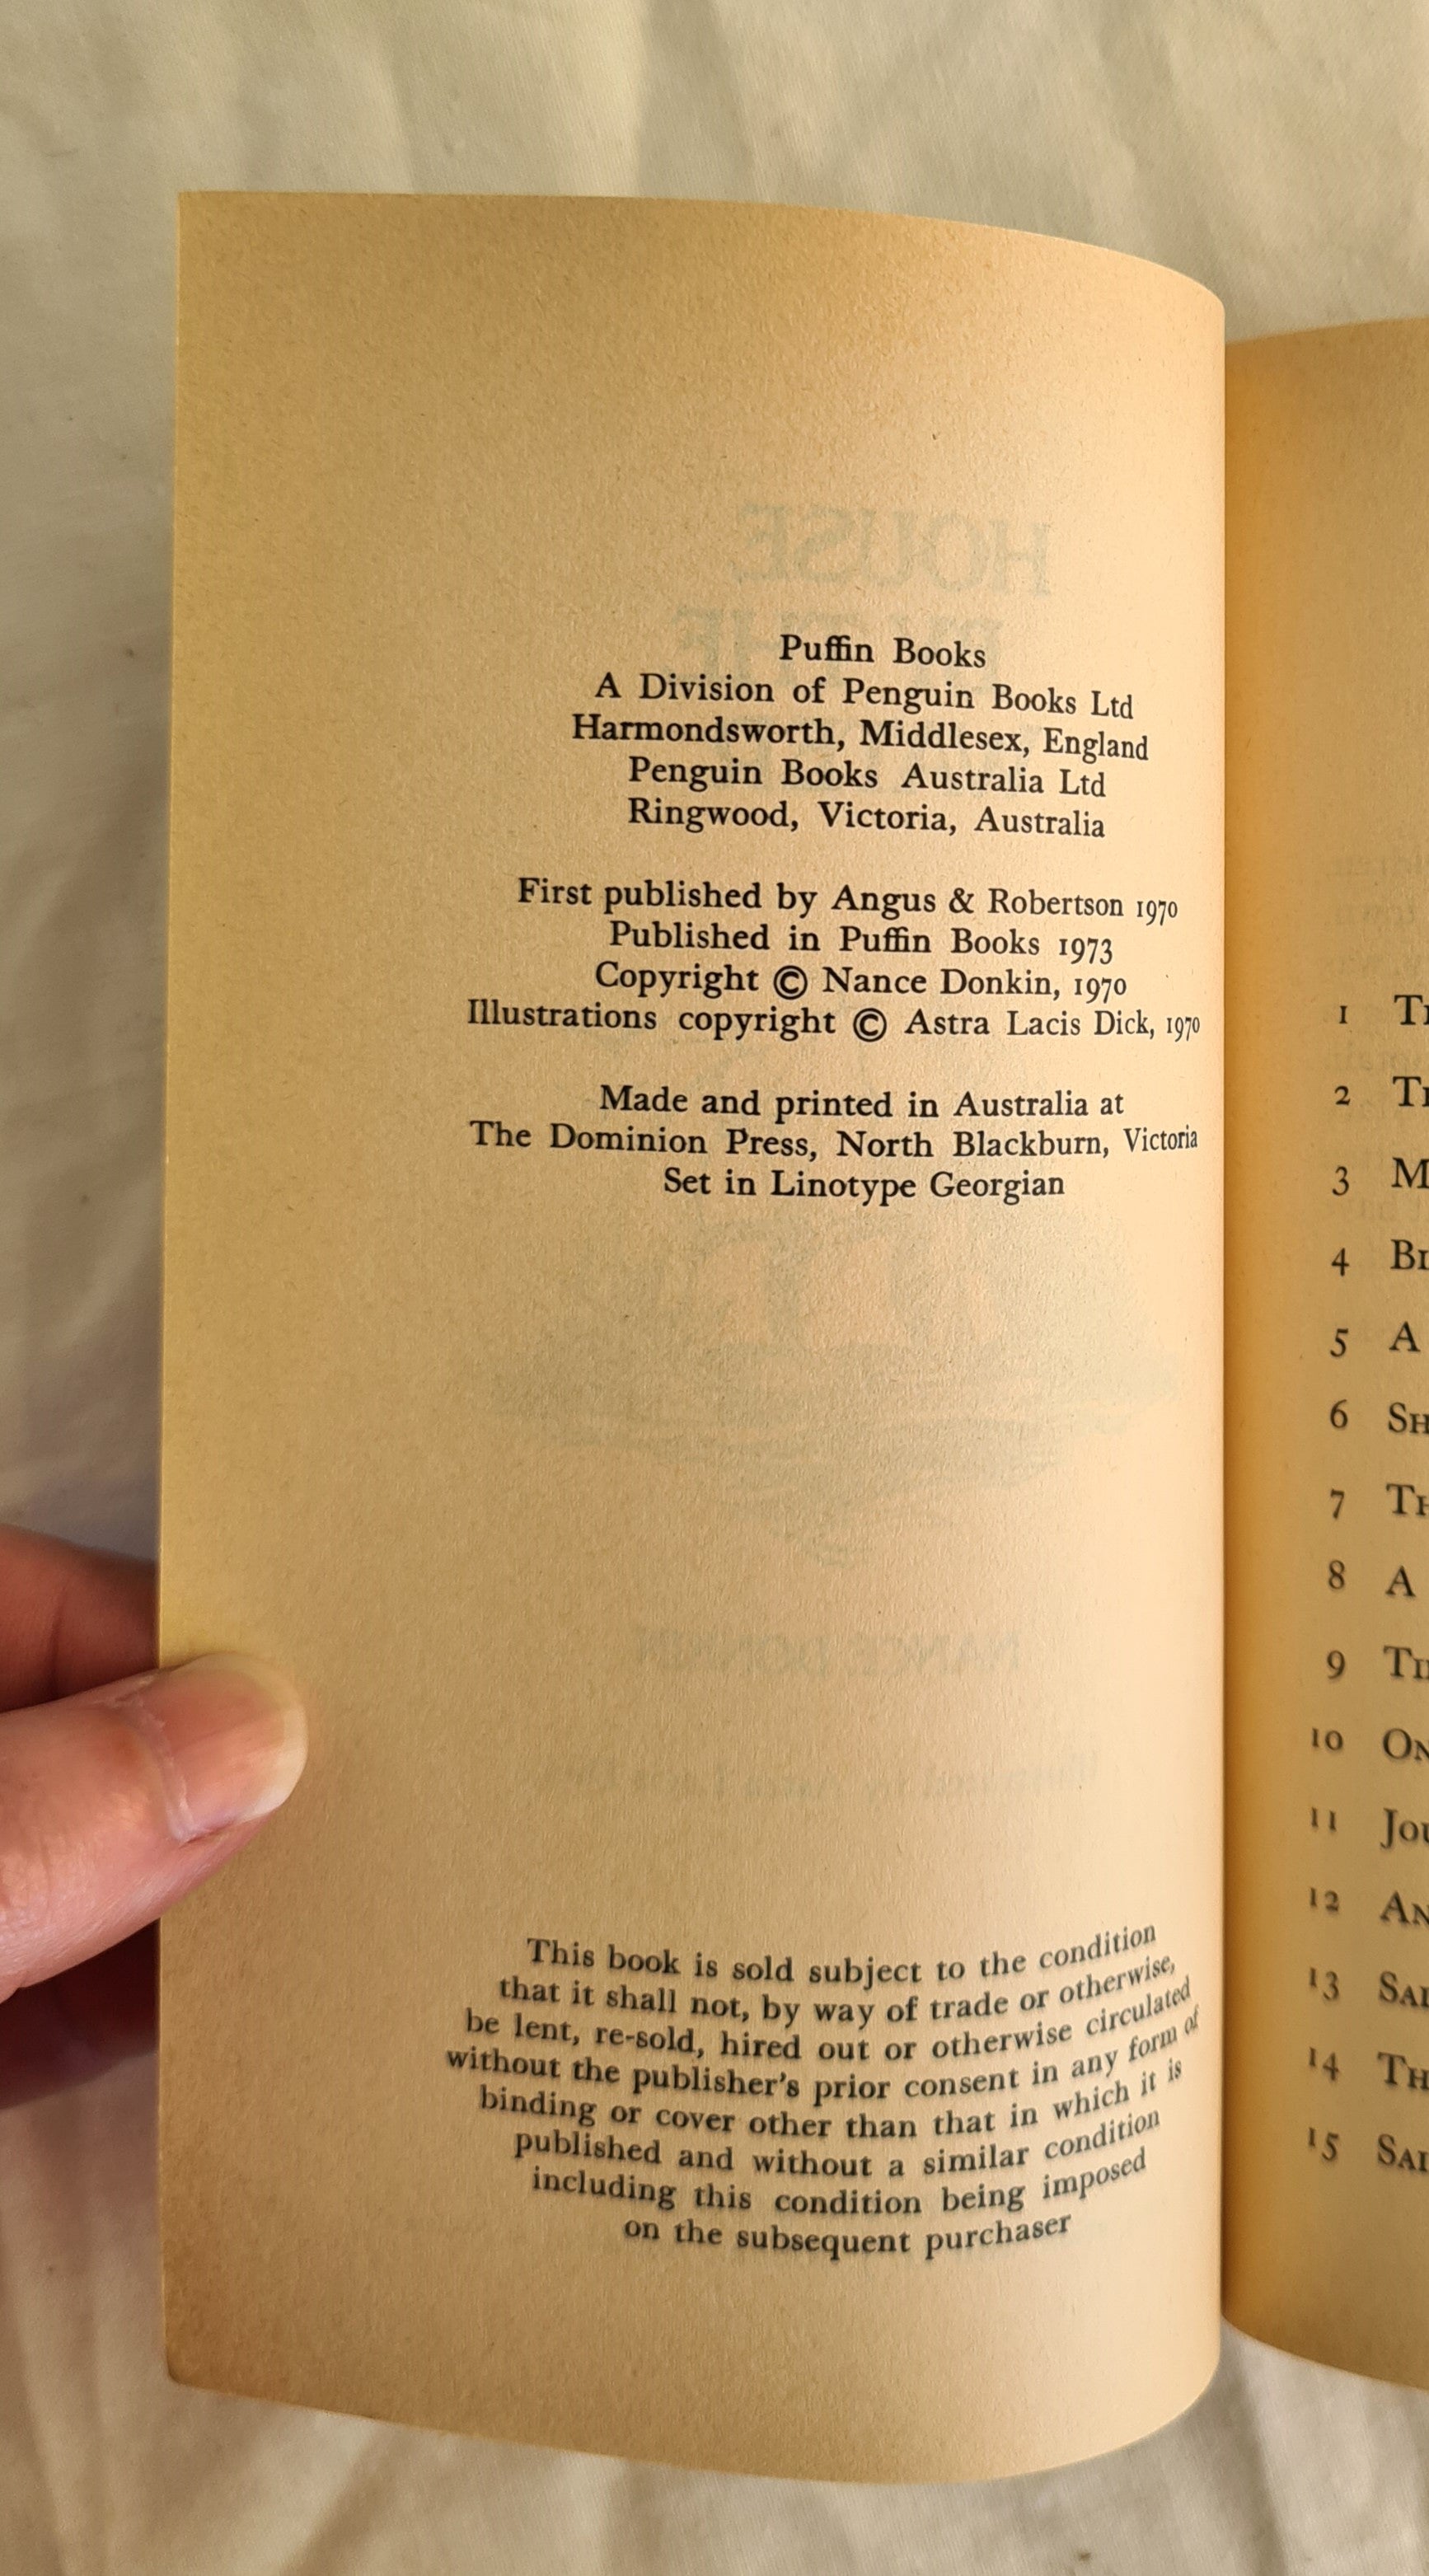 Puffin Books
A Division of Penguin Books Ltd
Harmondsworth, Middlesex, England
Penguin Books Australia Ltd
Ringwood, Victoria, Australia
First published by Angus & Robertson 1970
Published in Puffin Books 1973
Copyright © Nance Donkin, 1970
Illustrations copyright © Astra Lacis Dick, 1970
Made and printed in Australia at
The Dominion Press, North Blackburn, Victoria
Set in Linotype Georgian
This book is sold subject to the condition
that it shall not, by way of trade or otherwise,
be lent, re-sold, hired out or otherwise circulated
without the publisher's prior consent in any form of
binding or cover other than that in which it is
published and without a similar condition
including this condition being imposed
on the subsequent purchaser
1
2
3
4
5 A
6
7
8 A
9
10
11
12
13
14
15